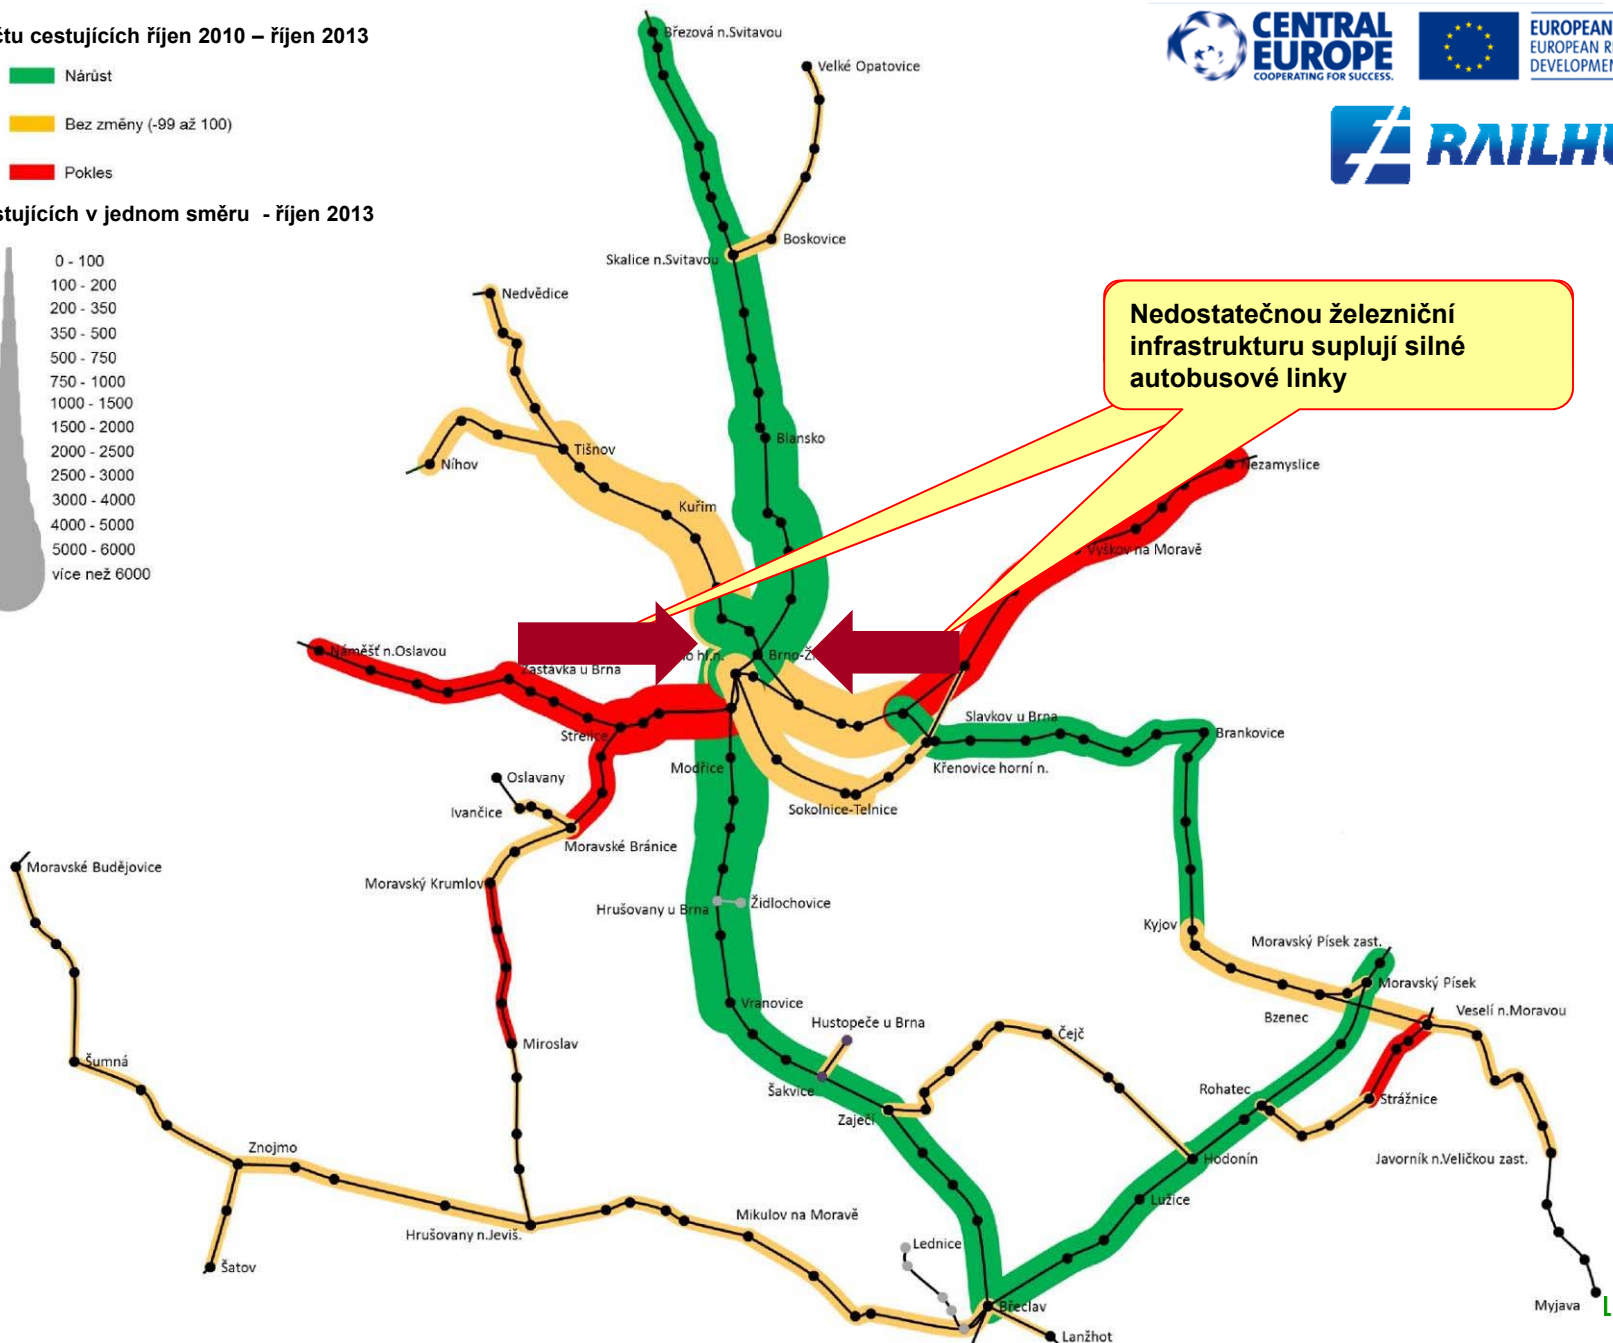 čtu cestujících říjen 2010 – říjen 2013
Nárůst
Bez změny (-99 až 100)
Pokles
stujících v jednom směru - říjen 2013
0 - 100
100 - 200
200 - 350
350 - 500
500 - 750
750 - 1000
1000 - 1500
1500 - 2000
2000 - 2500
2500 - 3000
3000 - 4000
4000 - 5000
5000 - 6000
více než 6000
CENTRAL
EUROPE
COOPERATING FOR SUCCESS.
EUROPEAN
EUROPEAN RE
DEVELOPMEN
RAILHU
Nedostatečnou železniční
infrastrukturu suplují silné
autobusové linky
Březová n.Svitavou
Velké Opatovice
Boskovice
Skalice n.Svitavou
Nedvědice
Blansko
Tišnov
Níhov
Nezamyslice
Kuřim
Vyškov na Moravě
Náměšť n.Oslavou
Zastávka u Brna
o hl.n.
Brno-Ži
Střelice
Slavkov u Brna
Brankovice
Modřice
Křenovice horní n.
Oslavany
Ivančice
Sokolnice-Telnice
Moravské Bránice
Moravské Budějovice
Moravský Krumlov
Hrušovany u Brna
Židlochovice
Kyjov
Moravský Písek zast.
Moravský Písek
Bzenec
Veselí n.Moravou
Vranovice
Hustopeče u Brna
Čejč
Miroslav
Šumná
Šakvice
Zaječí
Rohatec
Strážnice
Znojmo
Hodonín
Javorník n.Veličkou zast.
Lužice
Mikulov na Moravě
Hrušovany n.Jeviš.
Lednice
Šatov
Břeclav
Myjava
L
Lanžhot